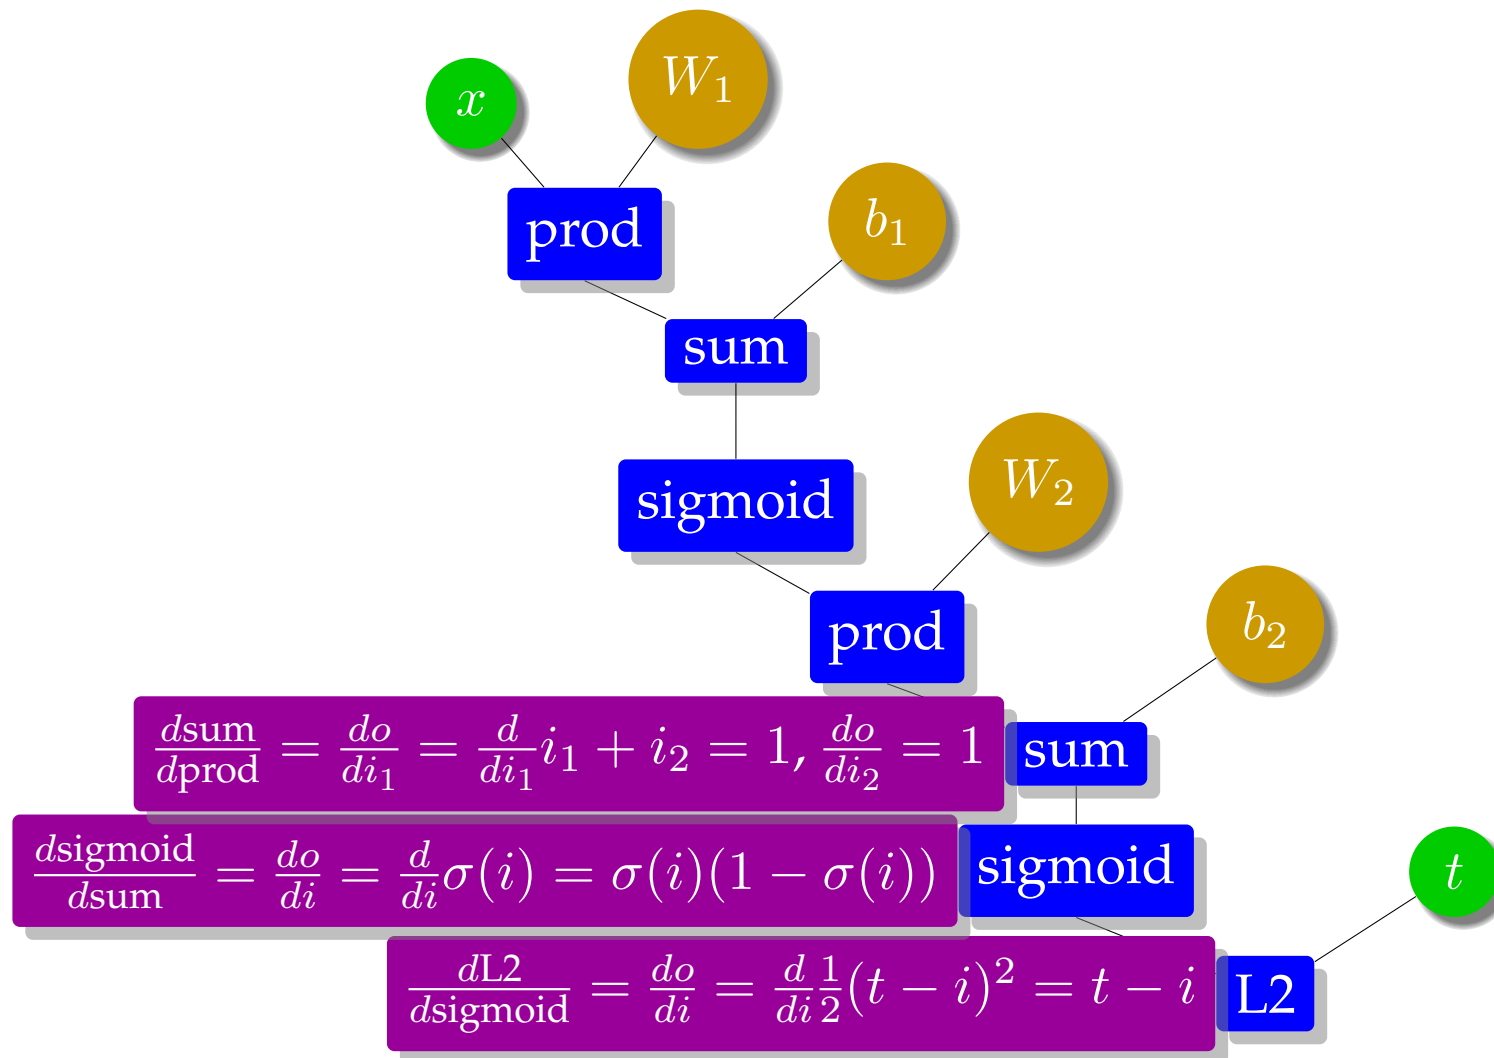 x
W₁
prod
b₁
sum
sigmoid
W₂
prod
b₂
dsum/dprod = do/di₁ = d/di₁ i₁ + i₂ = 1, do/di₂ = 1
sum
dsigmoid/dsum = do/di = d/di σ(i) = σ(i)(1 − σ(i))
sigmoid
t
dL2/dsigmoid = do/di = d/di 1/2 (t − i)² = t − i
L2